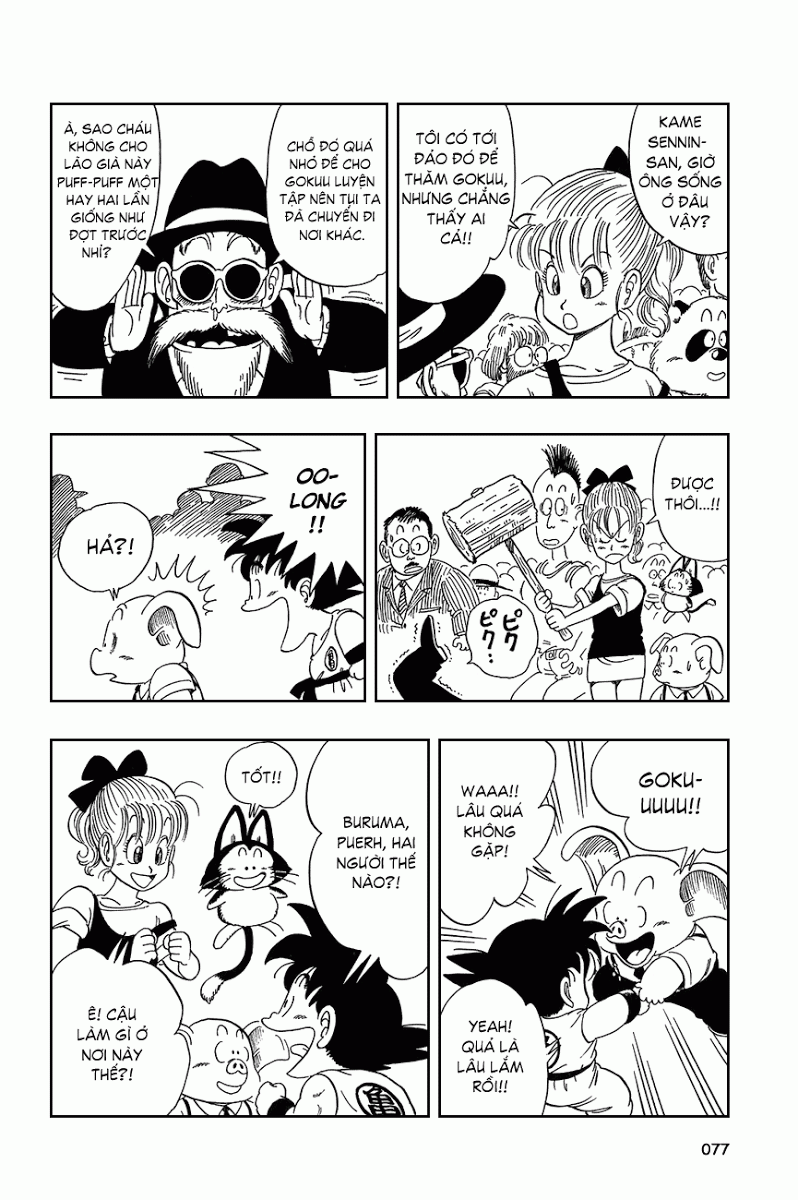 KAME
SENNIN-
SAN, GIỜ
ÔNG SỐNG
Ở ĐÂU
VẬY?
TÔI CÓ TỚI
ĐẢO ĐÓ ĐỂ
THĂM GOKUU,
NHƯNG CHẲNG
THẤY AI
CẢ!!
CHỖ ĐÓ QUÁ
NHỎ ĐỂ CHO
GOKUU LUYỆN
TẬP NÊN TỤI TA
ĐÃ CHUYỂN ĐI
NƠI KHÁC.
À, SAO CHÁU
KHÔNG CHO
LÃO GIÀ NÀY
PUFF-PUFF MỘT
HAY HAI LẦN
GIỐNG NHƯ
ĐỢT TRƯỚC
NHỈ?
ĐƯỢC
THÔI...!!
ピク
ピク…
OO-
LONG
!!
HẢ?!
GOKU-
UUUU!!
WAAA!!
LÂU QUÁ
KHÔNG
GẶP!
YEAH!
QUẢ LÀ
LÂU LẮM
RỒI!!
BURUMA,
PUERH, HAI
NGƯỜI THẾ
NÀO?!
TỐT!!
Ê! CẬU
LÀM GÌ Ở
NƠI NÀY
THẾ?!
077